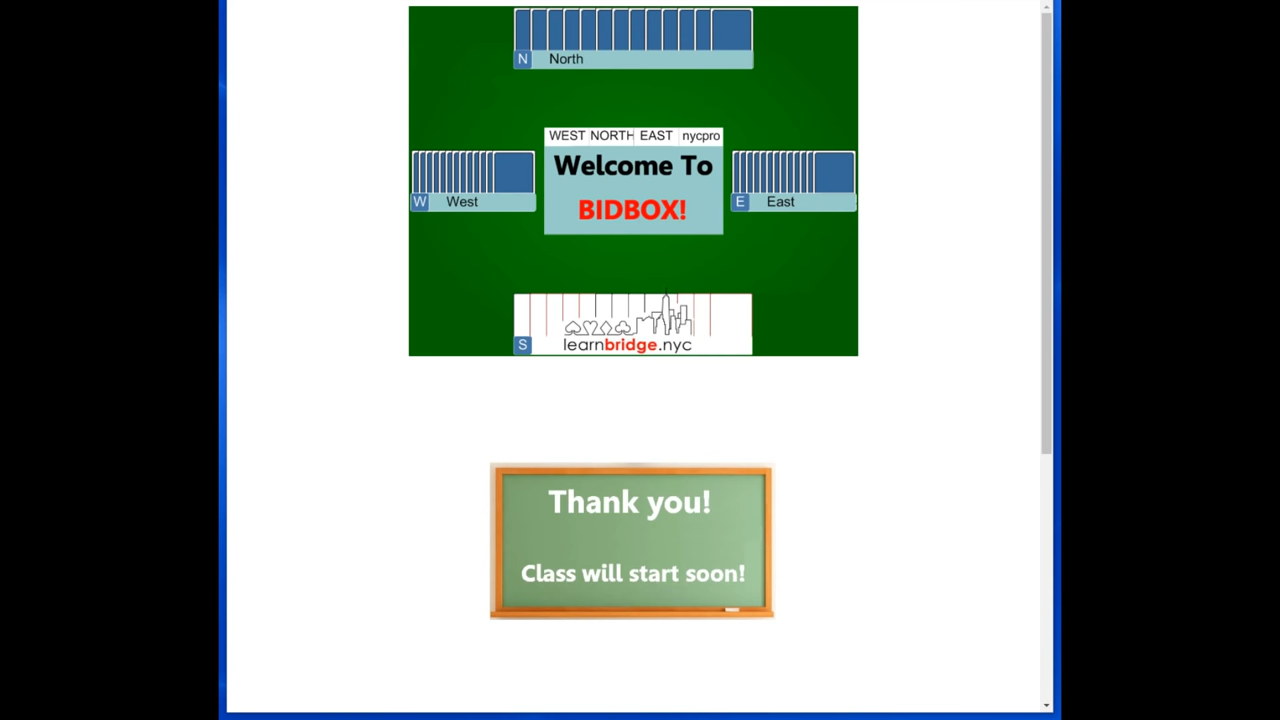 N North
WEST NORTH EAST nycpro
Welcome To
BIDBOX!
W West
E East
S
learnbridge.nyc
Thank you!
Class will start soon!